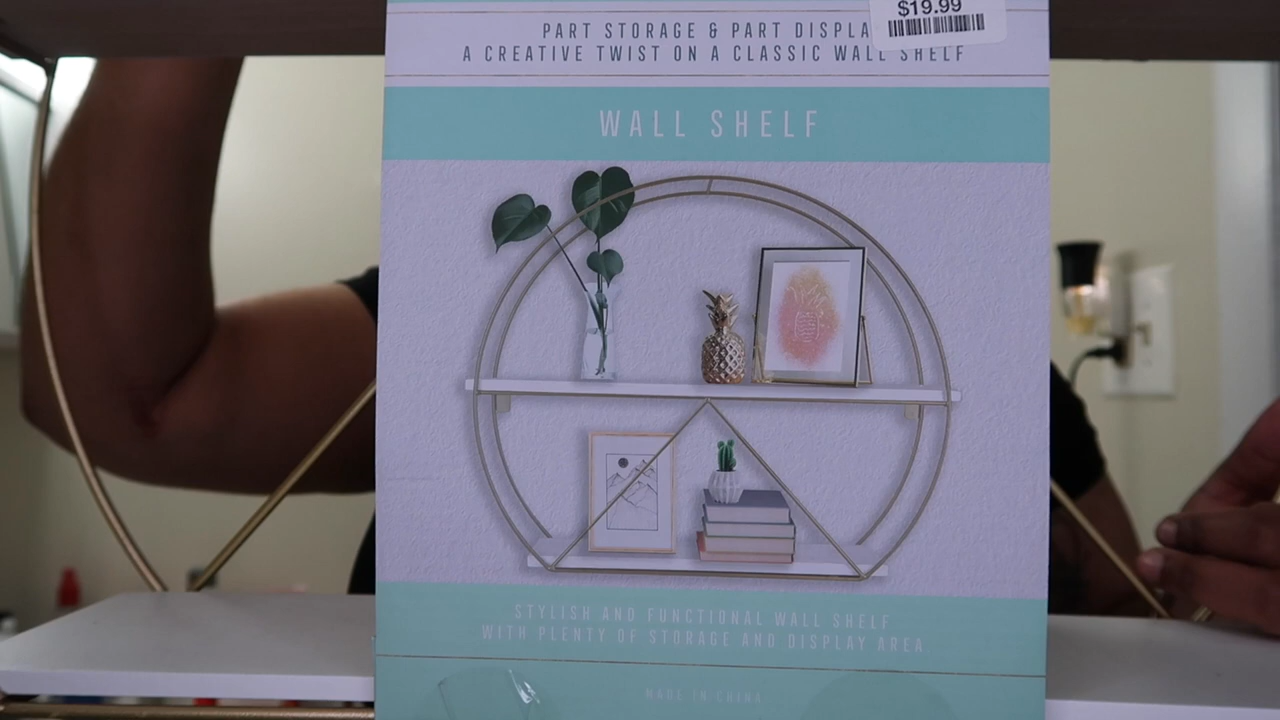 $19.99
PART STORAGE & PART DISPLA
A CREATIVE TWIST ON A CLASSIC WALL SHELF
WALL SHELF
STYLISH AND FUNCTIONAL WALL SHELF
WITH PLENTY OF STORAGE AND DISPLAY AREA
MADE IN CHINA